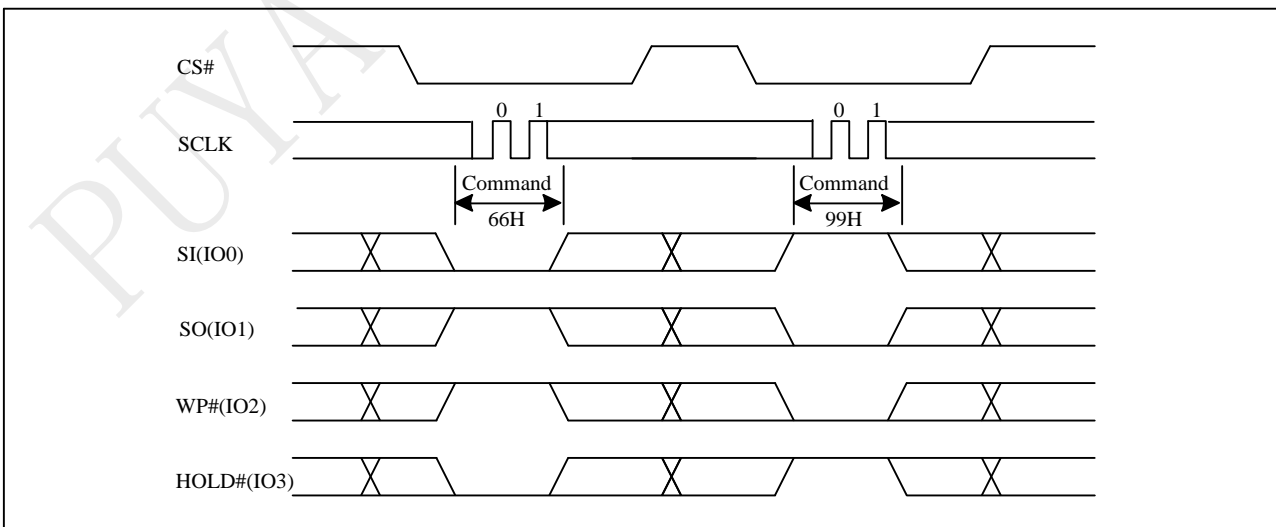 PUYA
CS#
0 1 0 1
SCLK
Command Command
66H 99H
SI(IO0)
SO(IO1)
WP#(IO2)
HOLD#(IO3)